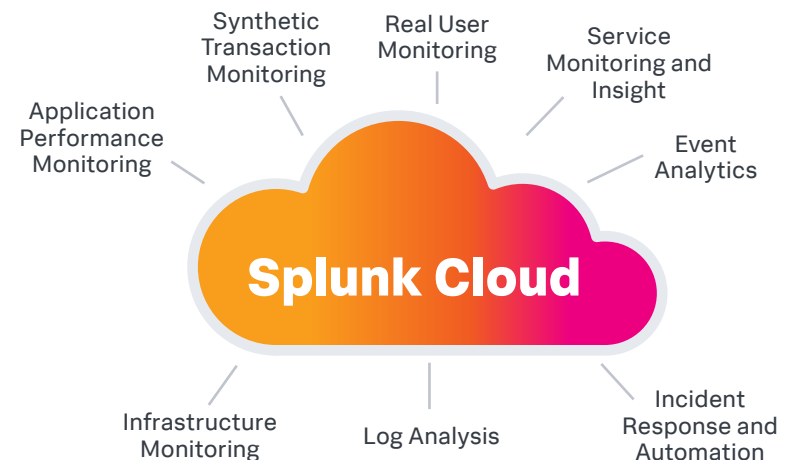 Synthetic
Transaction
Monitoring
Real User
Monitoring
Service
Monitoring and
Insight
Application
Performance
Monitoring
Event
Analytics
Splunk Cloud
Infrastructure
Monitoring
Log Analysis
Incident
Response and
Automation